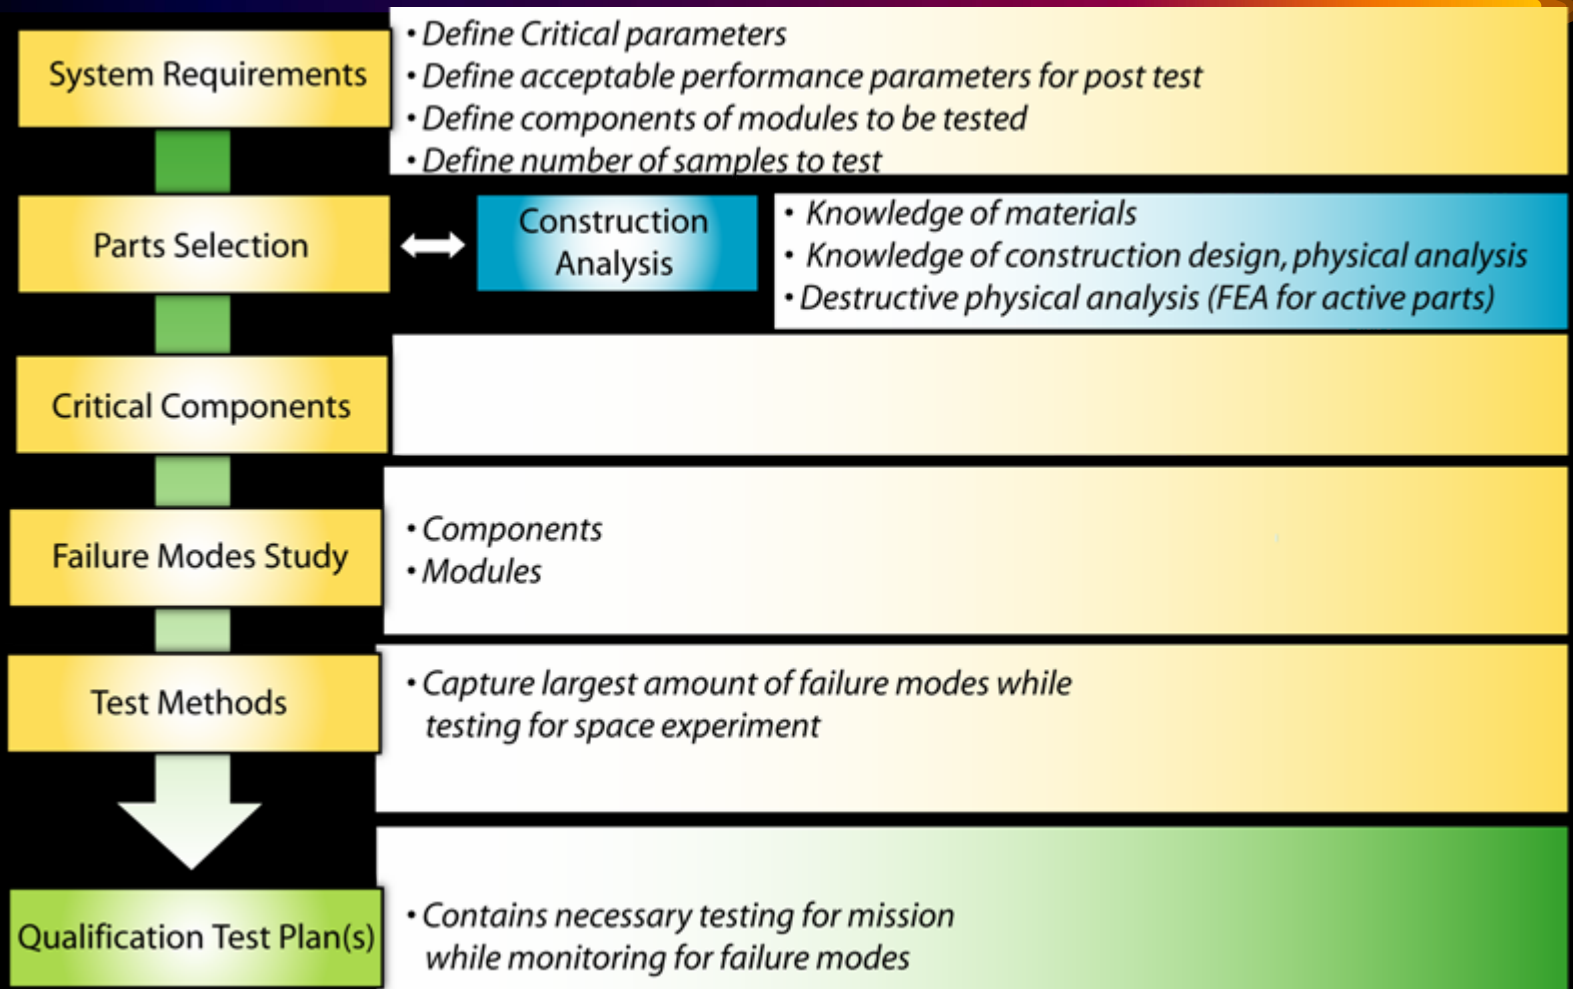 System Requirements
• Define Critical parameters
• Define acceptable performance parameters for post test
• Define components of modules to be tested
• Define number of samples to test
Parts Selection
Construction
Analysis
• Knowledge of materials
• Knowledge of construction design, physical analysis
• Destructive physical analysis (FEA for active parts)
Critical Components
Failure Modes Study
• Components
• Modules
Test Methods
• Capture largest amount of failure modes while
testing for space experiment
Qualification Test Plan(s)
• Contains necessary testing for mission
while monitoring for failure modes